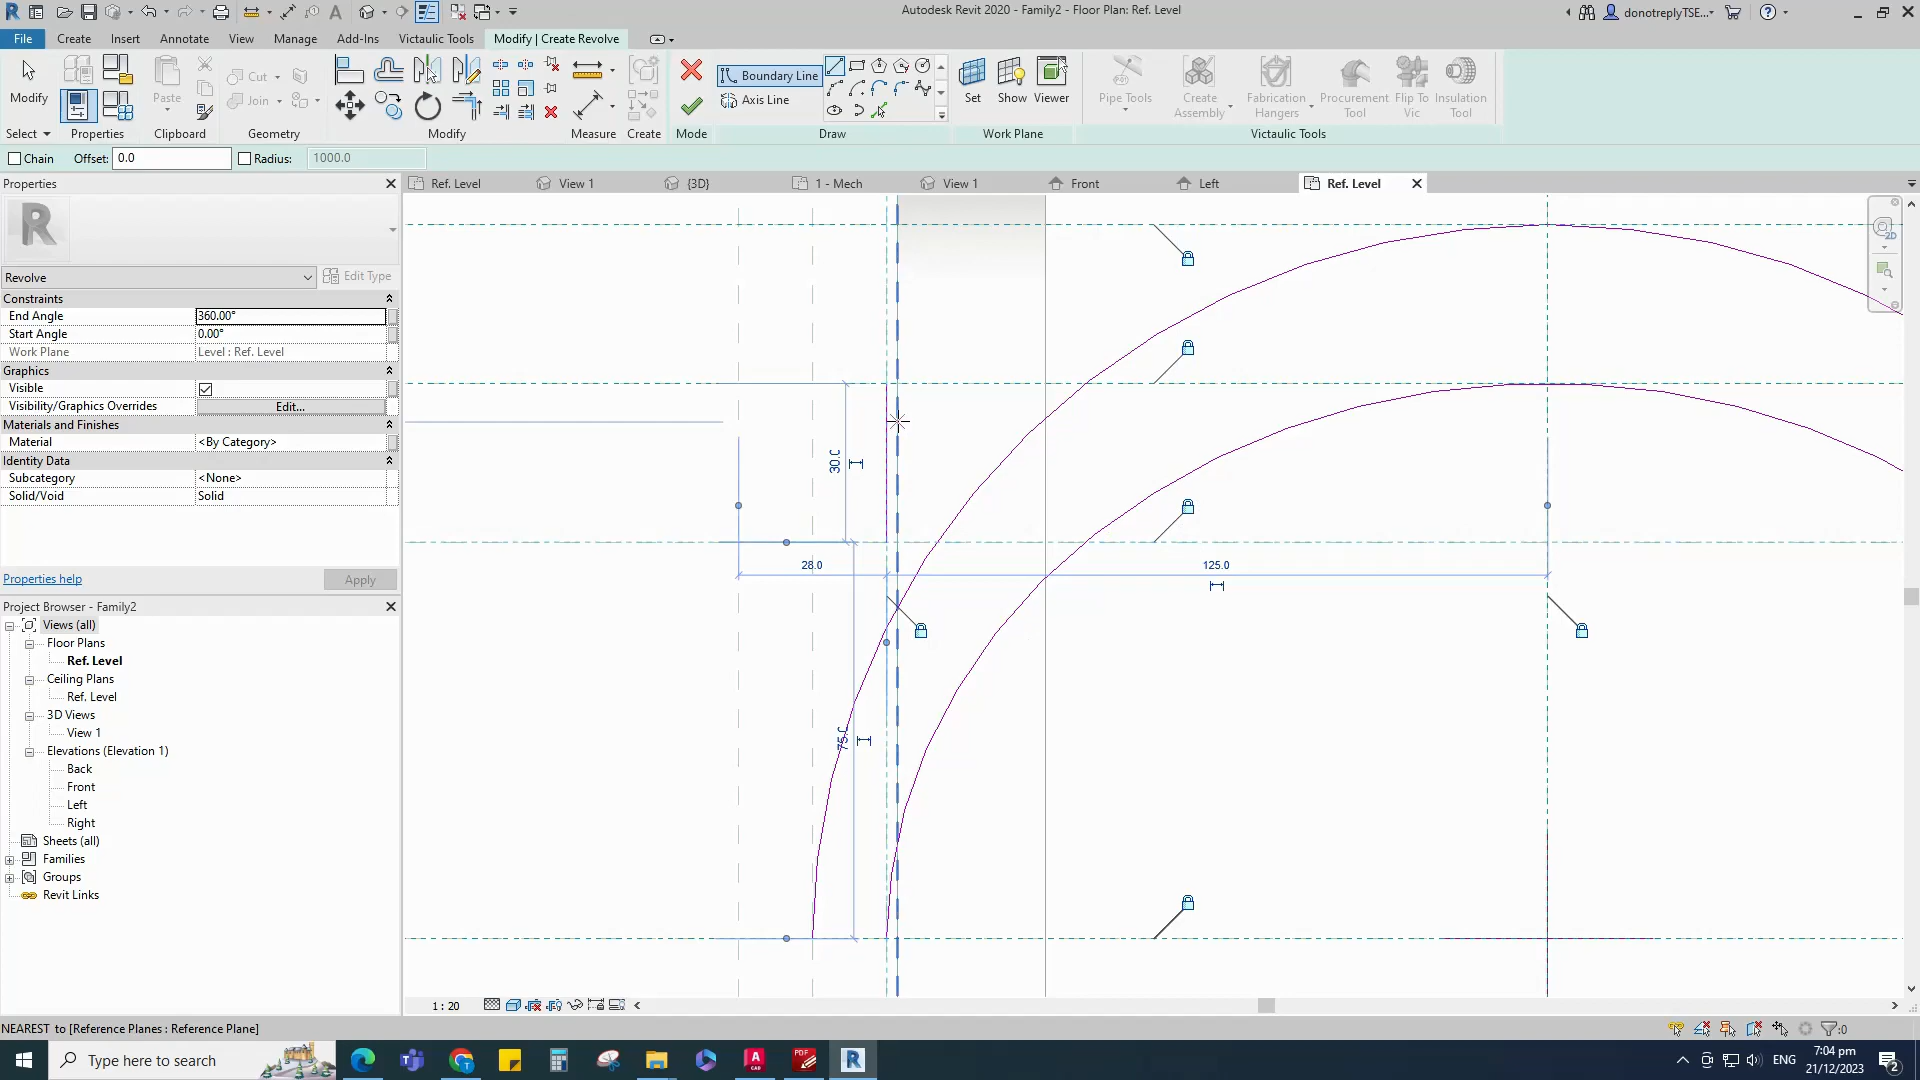 Autodesk Revit 2020 - Family2 - Floor Plan: Ref. Level
donotreplyTSE...
File
Create
Insert
Annotate
View
Manage
Add-Ins
Victaulic Tools
Modify | Create Revolve
Modify
Paste
Cut
Join
Boundary Line
Axis Line
Set
Show
Viewer
Pipe Tools
Create Assembly
Fabrication Hangers
Procurement Tool
Flip To Vic
Insulation Tool
Select
Properties
Clipboard
Geometry
Modify
Measure
Create
Mode
Draw
Work Plane
Victaulic Tools
Chain
Offset:
0.0
Radius:
1000.0
Properties
Ref. Level
View 1
{3D}
1 - Mech
View 1
Front
Left
Ref. Level
R
Revolve
Edit Type
Constraints
End Angle 360.00°
Start Angle 0.00°
Work Plane Level : Ref. Level
Graphics
Visible
Visibility/Graphics Overrides Edit...
Materials and Finishes
Material <By Category>
Identity Data
Subcategory <None>
Solid/Void Solid
Properties help
Apply
2D
30.0
28.0
125.0
75.0
Project Browser - Family2
Views (all)
Floor Plans
Ref. Level
Ceiling Plans
Ref. Level
3D Views
View 1
Elevations (Elevation 1)
Back
Front
Left
Right
Sheets (all)
Families
Groups
Revit Links
1 : 20
NEAREST to [Reference Planes : Reference Plane]
:0
Type here to search
ENG
7:04 pm
21/12/2023
2